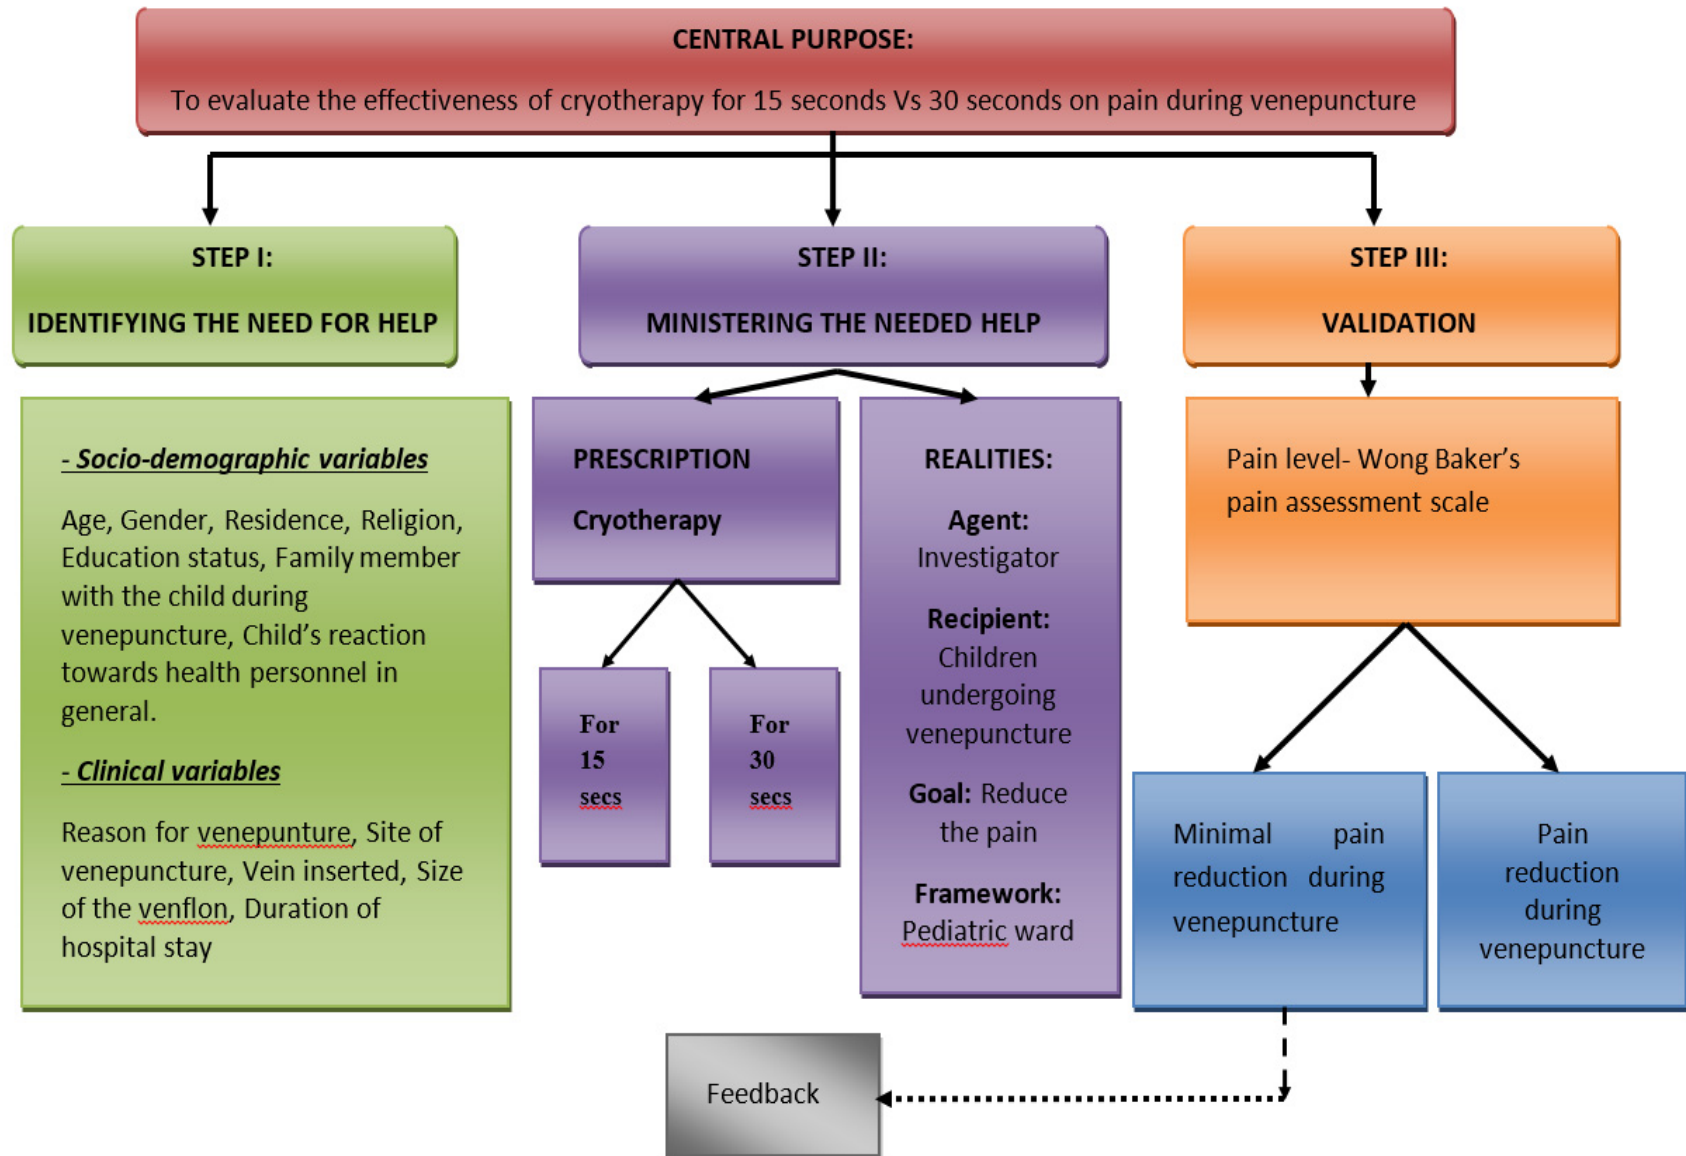 CENTRAL PURPOSE:
To evaluate the effectiveness of cryotherapy for 15 seconds Vs 30 seconds on pain during venepuncture
STEP I:
IDENTIFYING THE NEED FOR HELP
STEP II:
MINISTERING THE NEEDED HELP
STEP III:
VALIDATION
- Socio-demographic variables
Age, Gender, Residence, Religion,
Education status, Family member
with the child during
venepuncture, Child’s reaction
towards health personnel in
general.
- Clinical variables
Reason for venepunture, Site of
venepuncture, Vein inserted, Size
of the venflon, Duration of
hospital stay
PRESCRIPTION
Cryotherapy
For
15
secs
For
30
secs
REALITIES:
Agent:
Investigator
Recipient:
Children
undergoing
venepuncture
Goal: Reduce
the pain
Framework:
Pediatric ward
Pain level- Wong Baker’s
pain assessment scale
Minimal pain
reduction during
venepuncture
Pain
reduction
during
venepuncture
Feedback